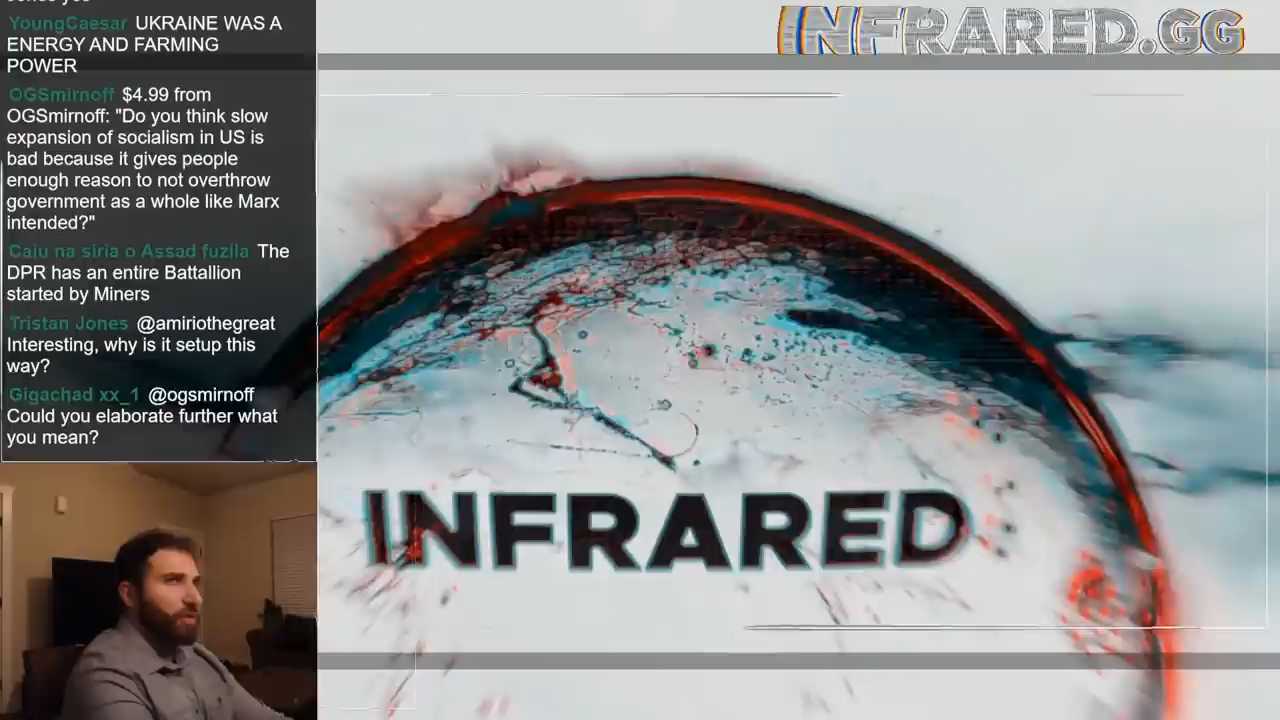 YoungCaesar UKRAINE WAS A
ENERGY AND FARMING
POWER
OGSmirnoff $4.99 from
OGSmirnoff: "Do you think slow
expansion of socialism in US is
bad because it gives people
enough reason to not overthrow
government as a whole like Marx
intended?"
Caiu na siria o Assad fuzila The
DPR has an entire Battallion
started by Miners
Tristan Jones @amiriothegreat
Interesting, why is it setup this
way?
Gigachad xx_1 @ogsmirnoff
Could you elaborate further what
you mean?
INFRARED.GG
INFRARED